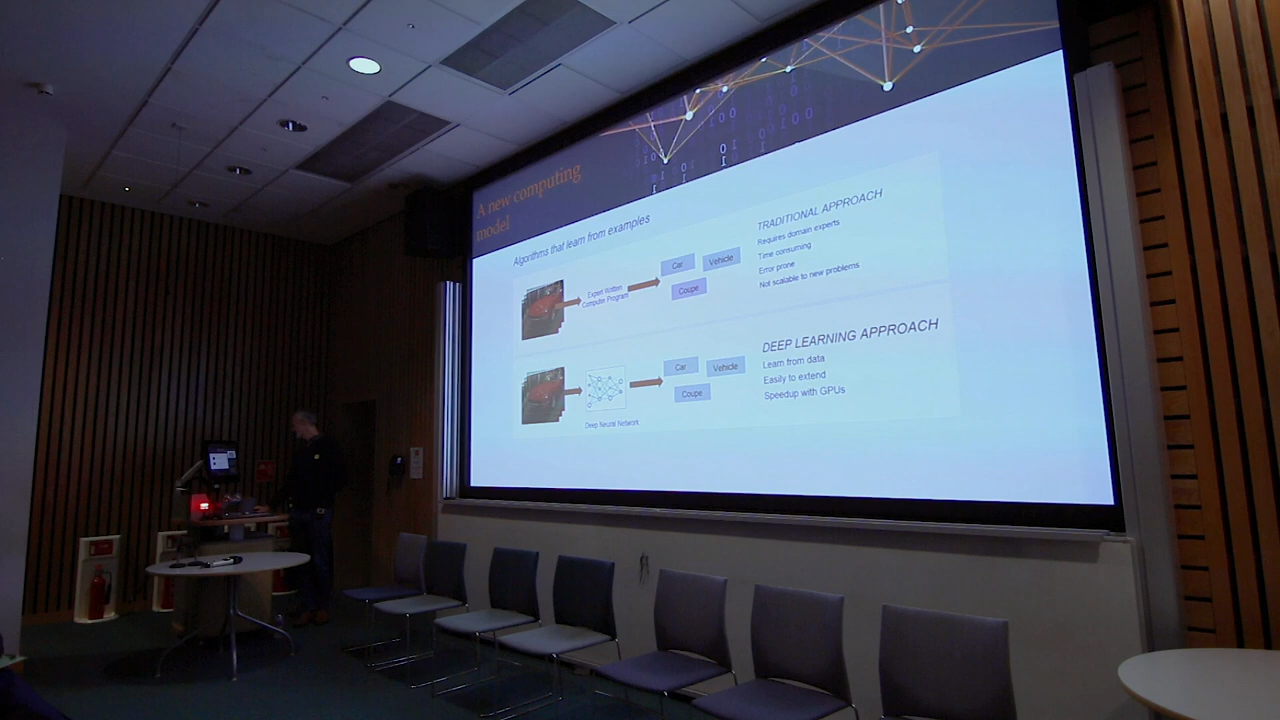 A new computing
model
Algorithms that learn from examples
TRADITIONAL APPROACH
Requires domain experts
Time consuming
Error prone
Not scalable to new problems
Expert Written
Computer Program
Car
Vehicle
Coupe
DEEP LEARNING APPROACH
Learn from data
Easily to extend
Speedup with GPUs
Car
Vehicle
Coupe
Deep Neural Network